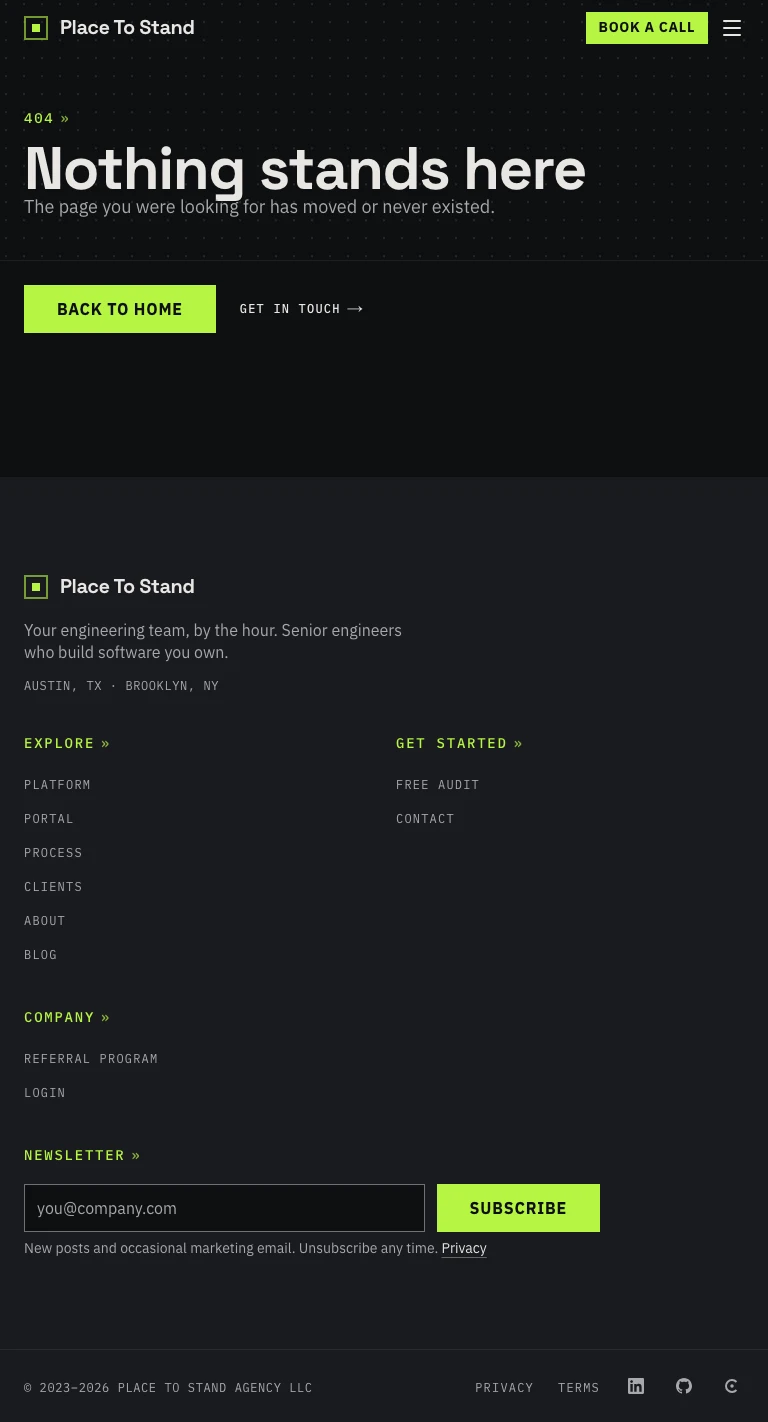 Place To Stand
BOOK A CALL
404 »
Nothing stands here
The page you were looking for has moved or never existed.
BACK TO HOME
GET IN TOUCH →
Place To Stand
Your engineering team, by the hour. Senior engineers
who build software you own.
AUSTIN, TX · BROOKLYN, NY
EXPLORE »
PLATFORM
PORTAL
PROCESS
CLIENTS
ABOUT
BLOG
GET STARTED »
FREE AUDIT
CONTACT
COMPANY »
REFERRAL PROGRAM
LOGIN
NEWSLETTER »
you@company.com
SUBSCRIBE
New posts and occasional marketing email. Unsubscribe any time. Privacy
© 2023–2026 PLACE TO STAND AGENCY LLC
PRIVACY
TERMS